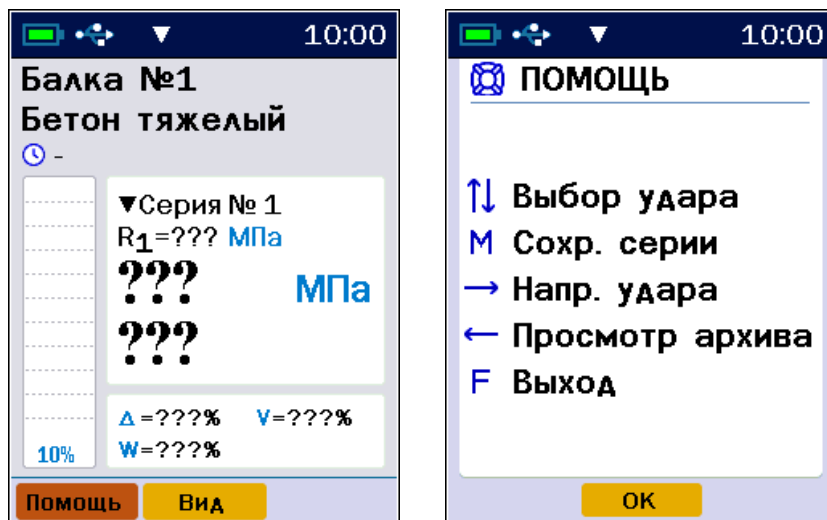 10:00
Балка №1
Бетон тяжелый
-
▼Серия № 1
R1=??? МПа
??? МПа
???
Δ=???% V=???%
W=???%
10%
Помощь Вид
10:00
ПОМОЩЬ
↑↓ Выбор удара
M Сохр. серии
→ Напр. удара
← Просмотр архива
F Выход
OK